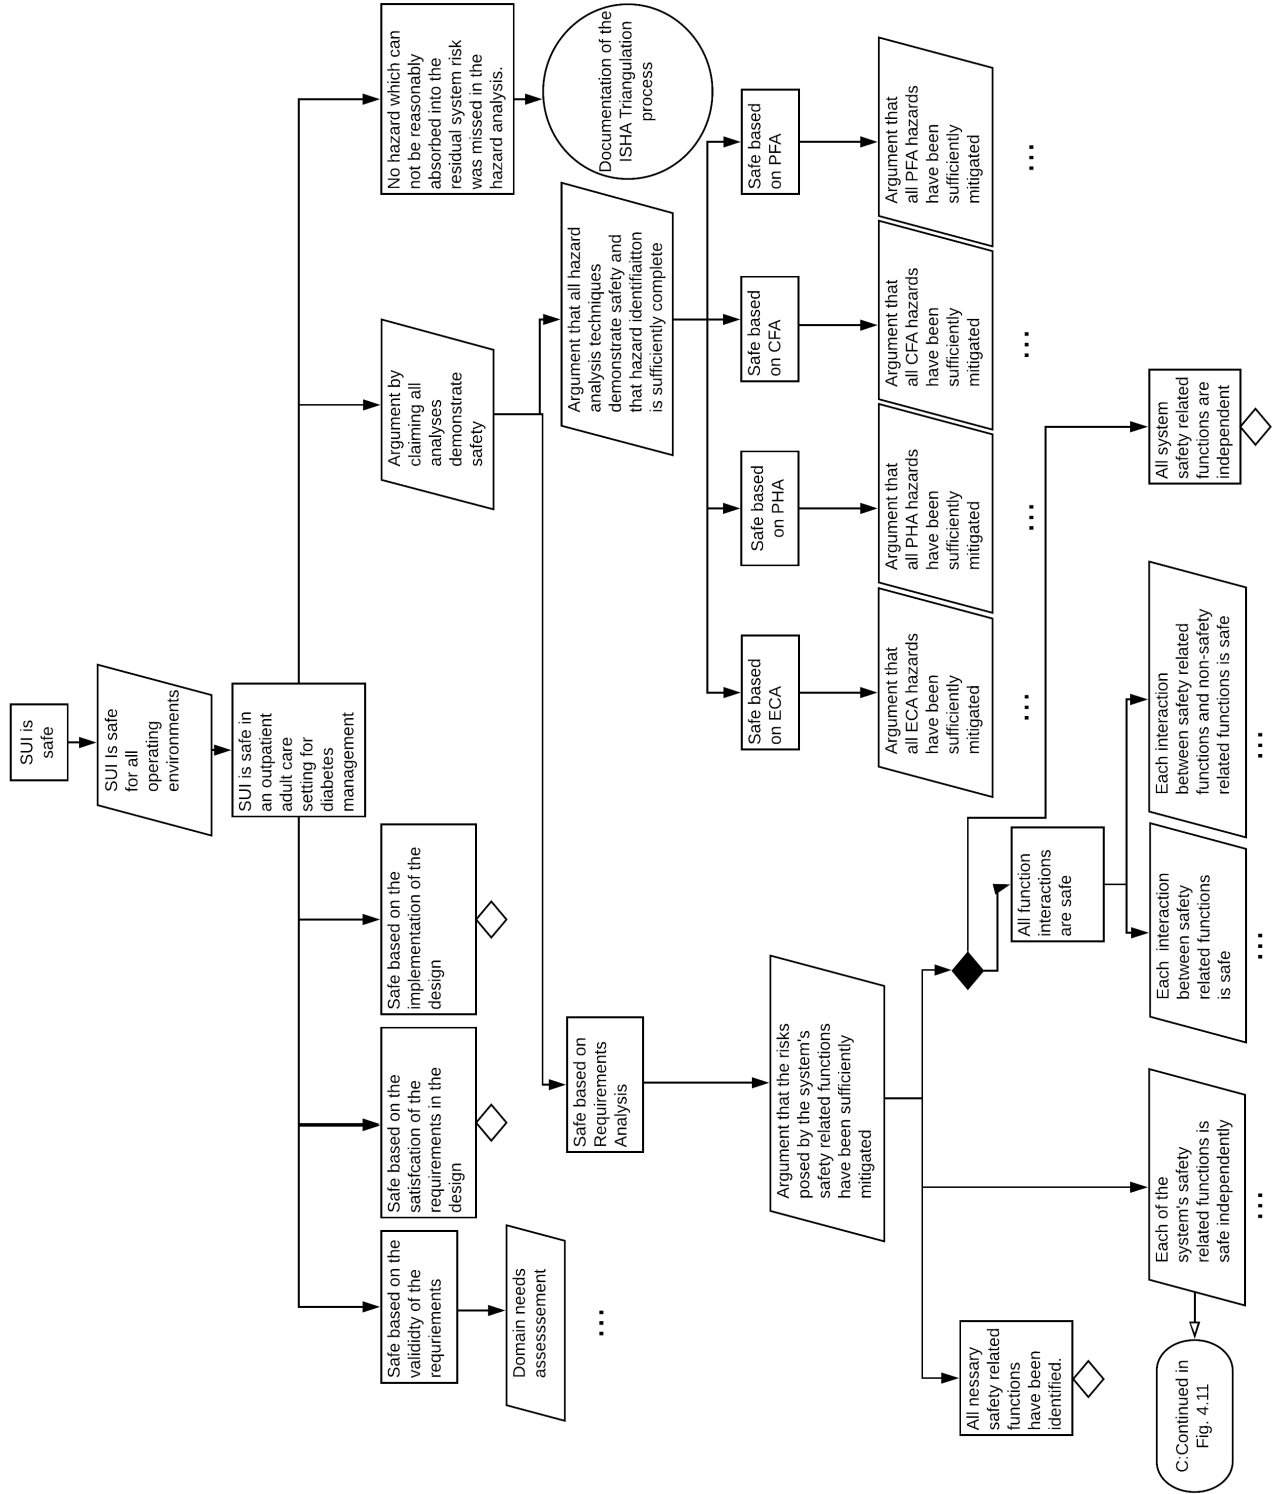 SUI is
safe
SUI Is safe
for all
operating
environments
SUI is safe in
an outpatient
adult care
setting for
diabetes
management
Safe based on the
validdty of the
requriements
Safe based on the
satisfcation of the
requirements in the
design
Safe based on the
implementation of the
design
Argument by
claiming all
analyses
demonstrate
safety
No hazard which can
not be reasonably
absorbed into the
residual system risk
was missed in the
hazard analysis.
Domain needs
assesssement
...
Safe based on
Requirements
Analysis
Argument that all hazard
analysis techniques
demonstrate safety and
that hazard identifiaitton
is sufficiently complete
Documentation of the
ISHA Triangulation
process
Safe based
on ECA
Safe based
on PHA
Safe based
on CFA
Safe based
on PFA
Argument that the risks
posed by the system's
safety related functions
have been sufficiently
mitigated
Argument that
all ECA hazards
have been
sufficiently
mitigated
Argument that
all PHA hazards
have been
sufficiently
mitigated
Argument that
all CFA hazards
have been
sufficiently
mitigated
Argument that
all PFA hazards
have been
sufficiently
mitigated
...
...
...
...
All nessary
safety related
functions
have been
identified.
All function
interactions
are safe
C:Continued in
Fig. 4.11
Each of the
system's safety
related functions is
safe independently
Each interaction
between safety
related functions
is safe
Each interaction
between safety related
functions and non-safety
related functions is safe
All system
safety related
functions are
independent
...
...
...